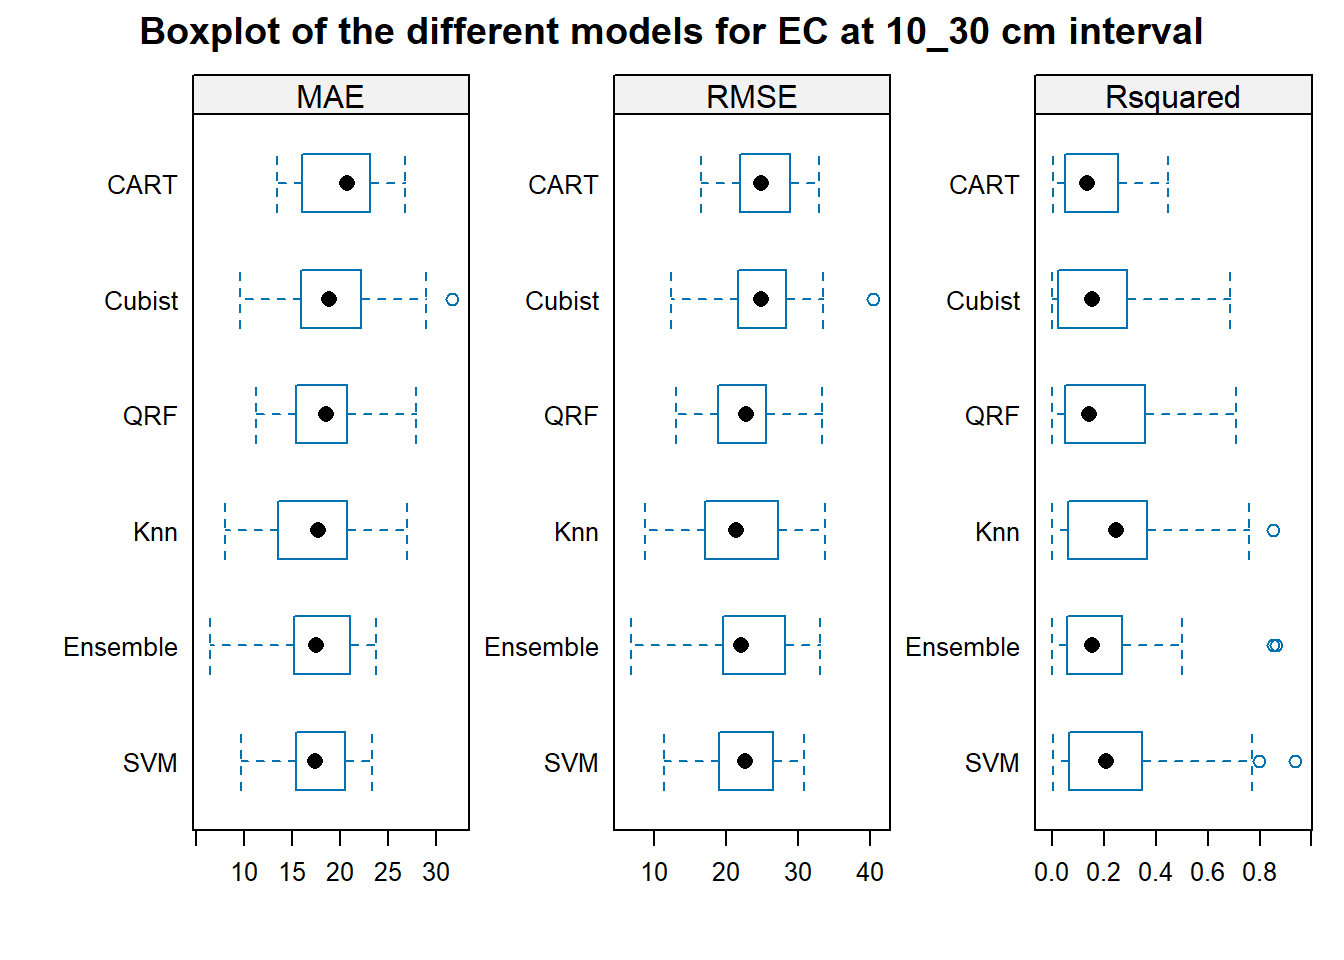 Boxplot of the different models for EC at 10_30 cm interval
MAE
RMSE
Rsquared
CART
CART
CART
Cubist
Cubist
Cubist
QRF
QRF
QRF
Knn
Knn
Knn
Ensemble
Ensemble
Ensemble
SVM
SVM
SVM
10 15 20 25 30
10 20 30 40
0.0 0.2 0.4 0.6 0.8